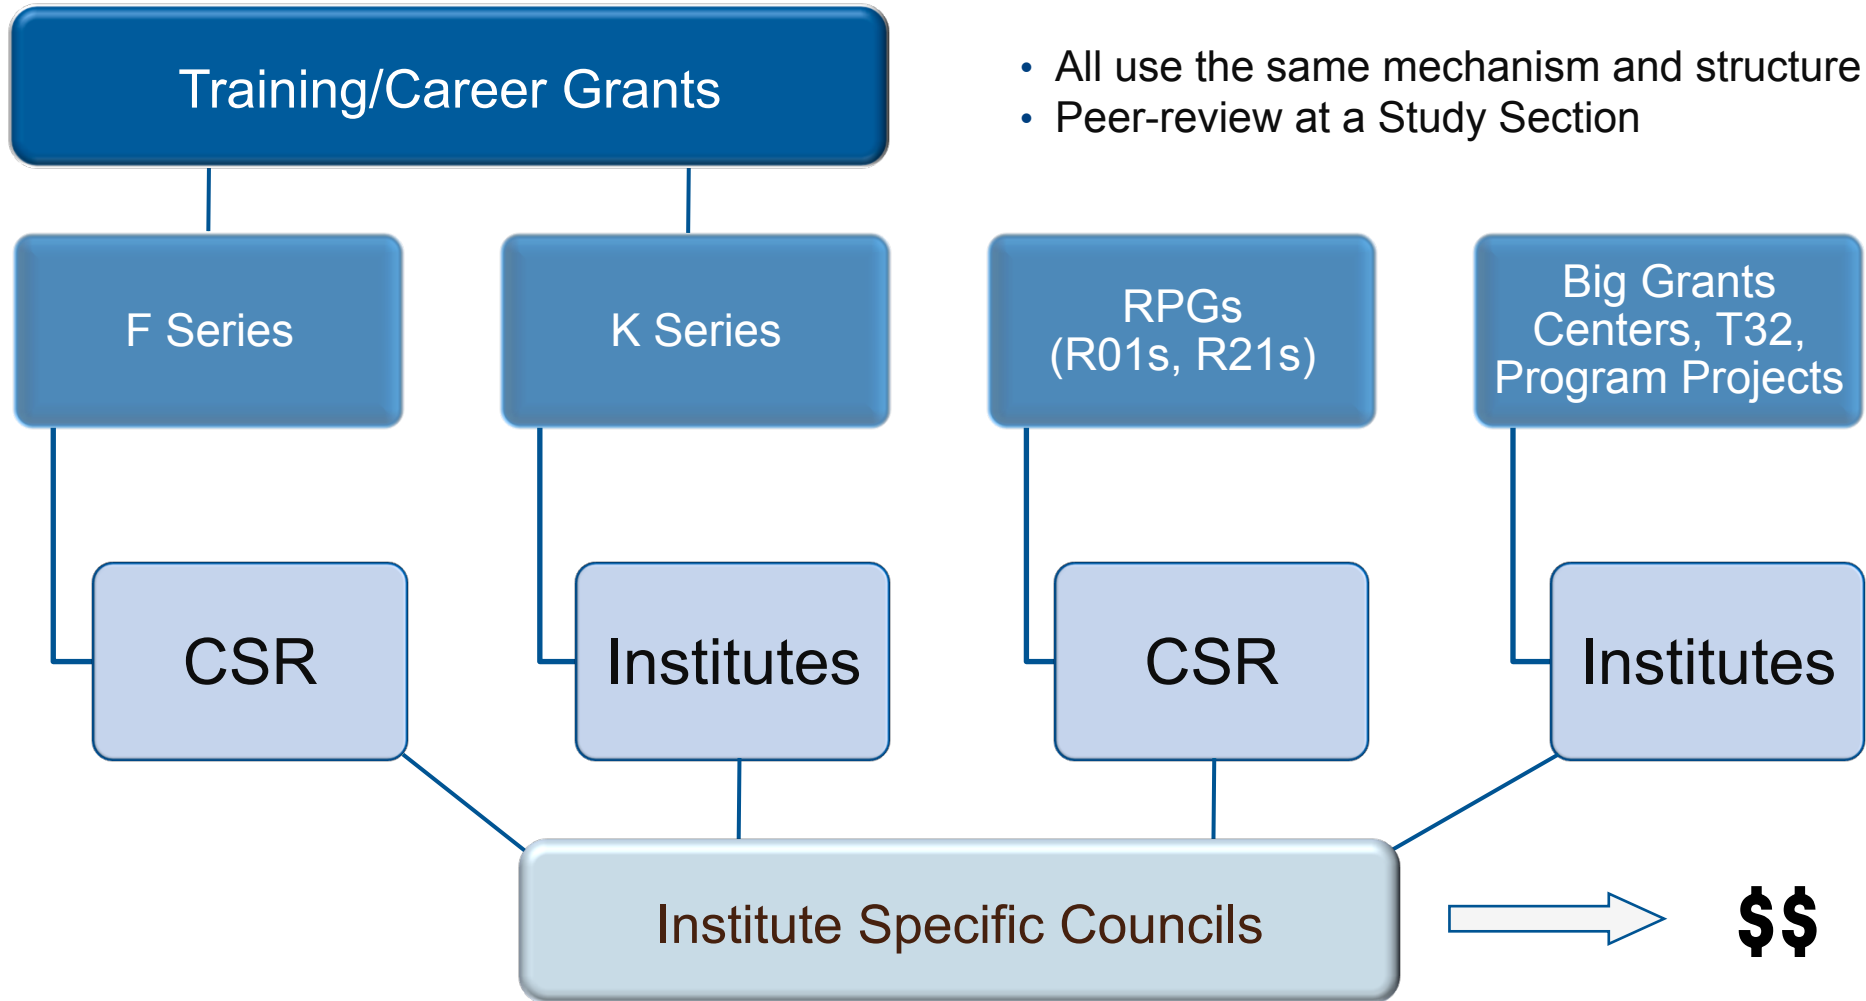 Training/Career Grants
• All use the same mechanism and structure
• Peer-review at a Study Section
F Series
K Series
RPGs
(R01s, R21s)
Big Grants
Centers, T32,
Program Projects
CSR
Institutes
CSR
Institutes
Institute Specific Councils
$$